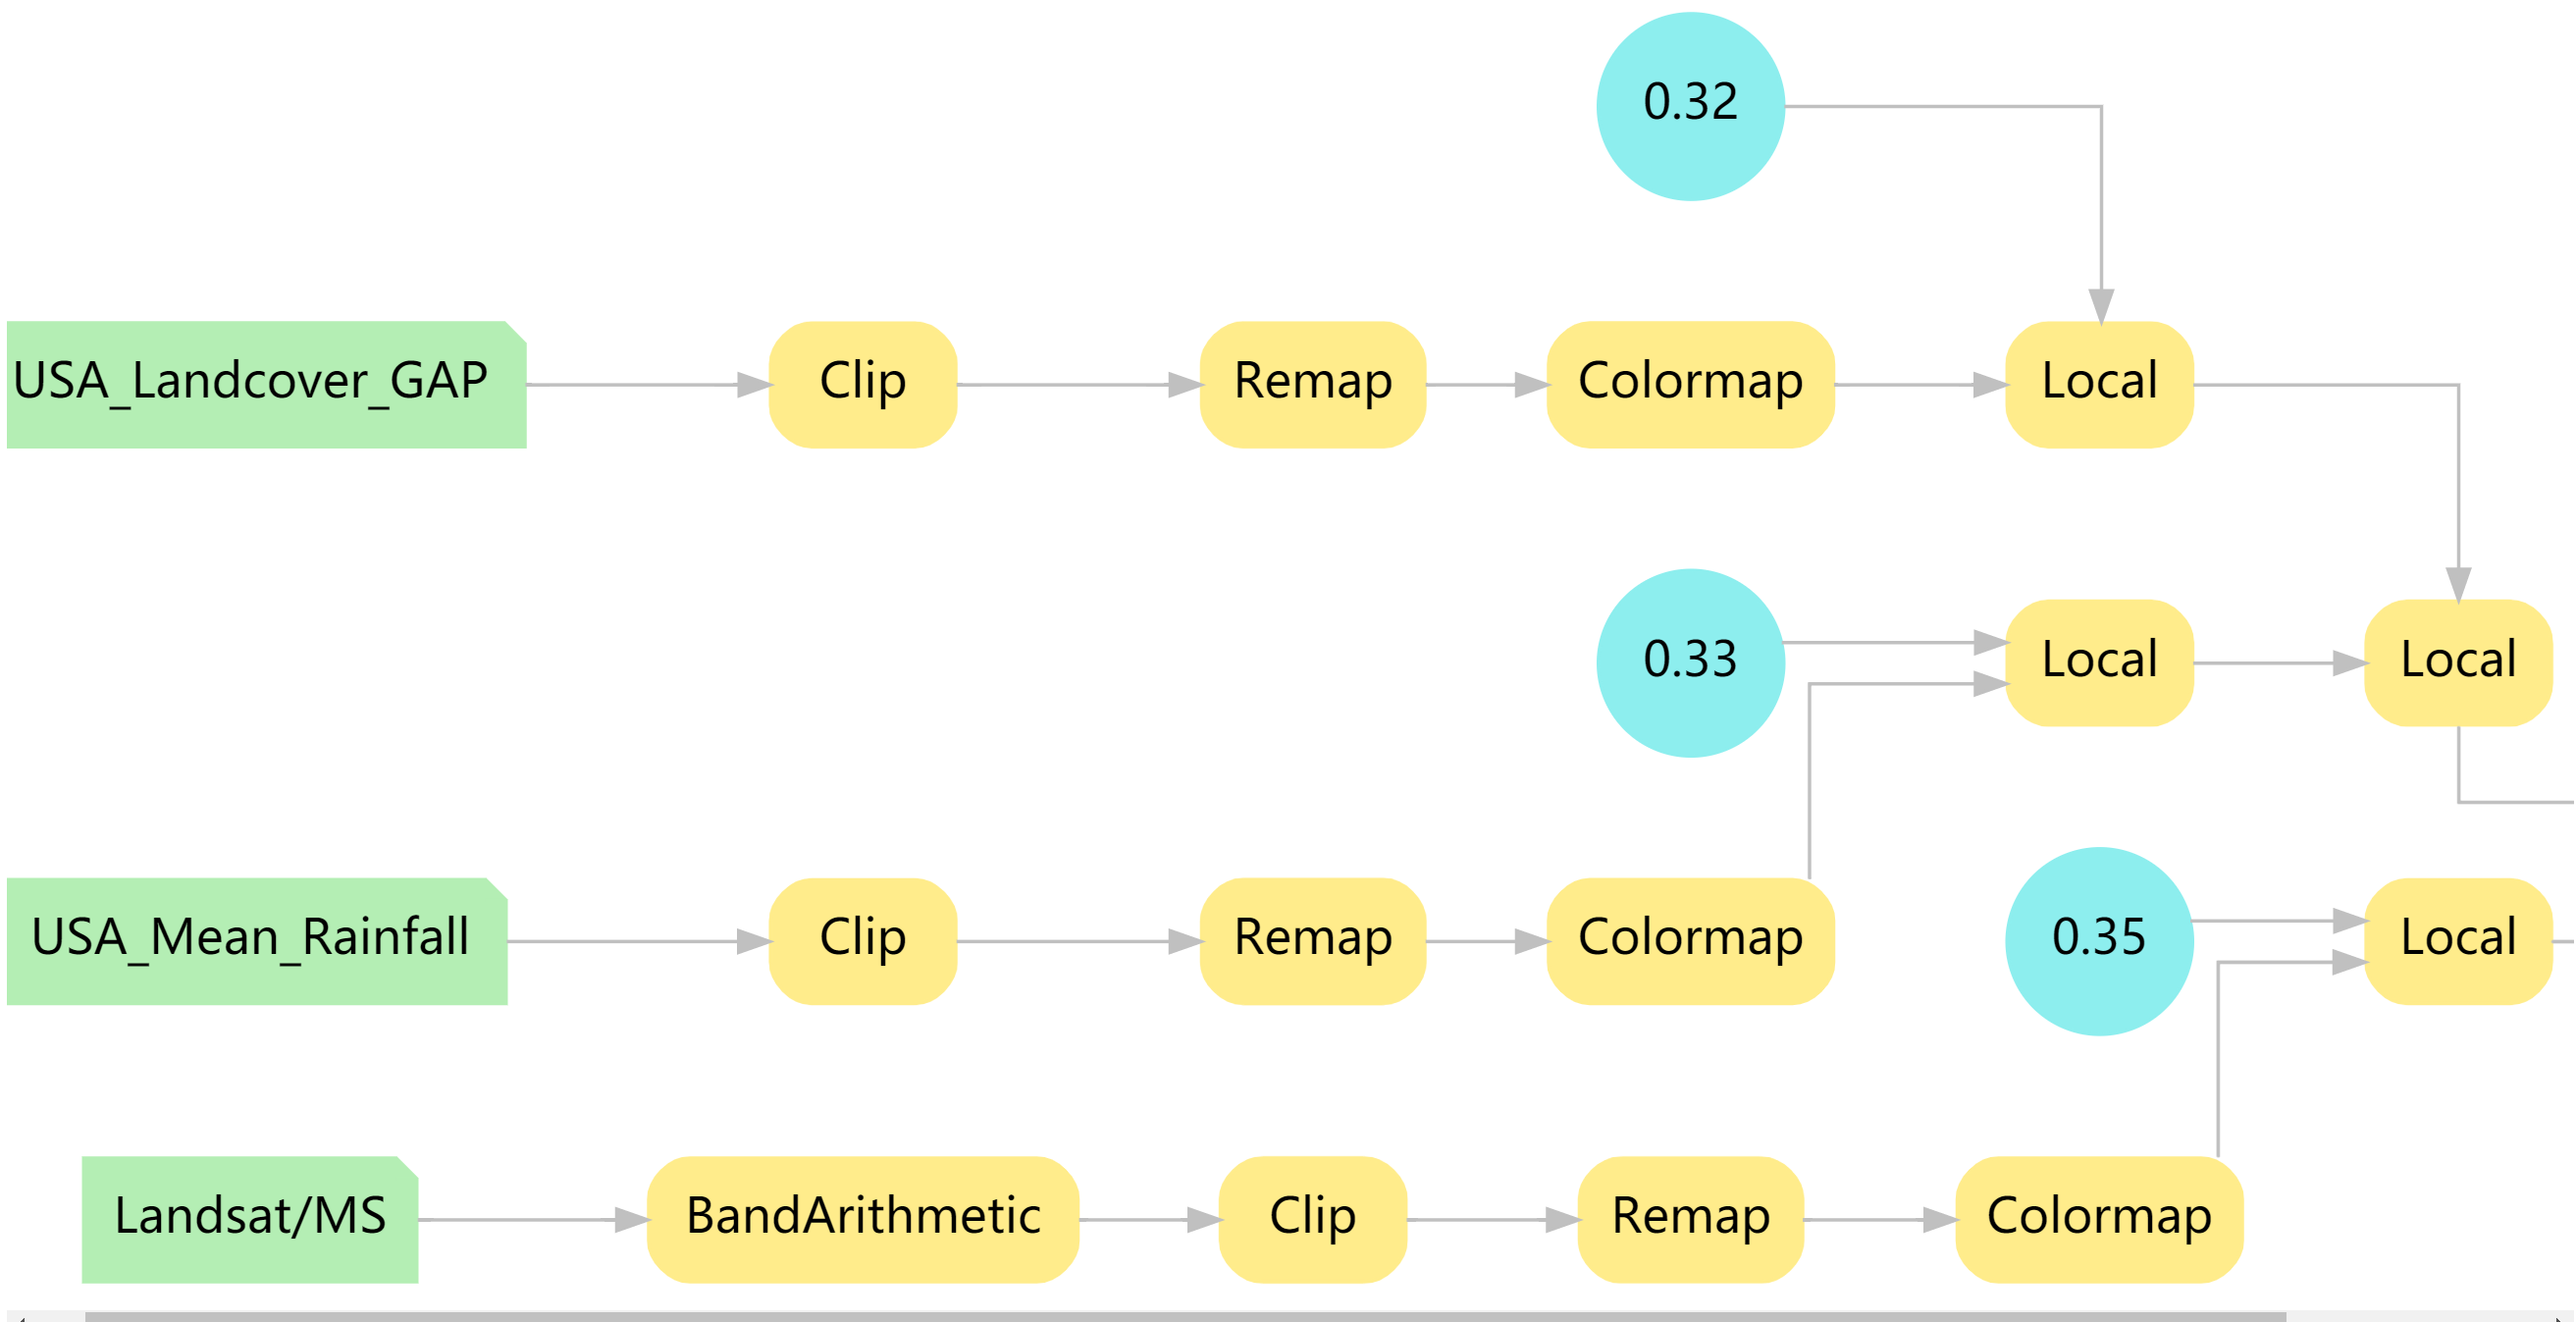 0.32
USA_Landcover_GAP
Clip
Remap
Colormap
Local
0.33
Local
Local
USA_Mean_Rainfall
Clip
Remap
Colormap
0.35
Local
Landsat/MS
BandArithmetic
Clip
Remap
Colormap